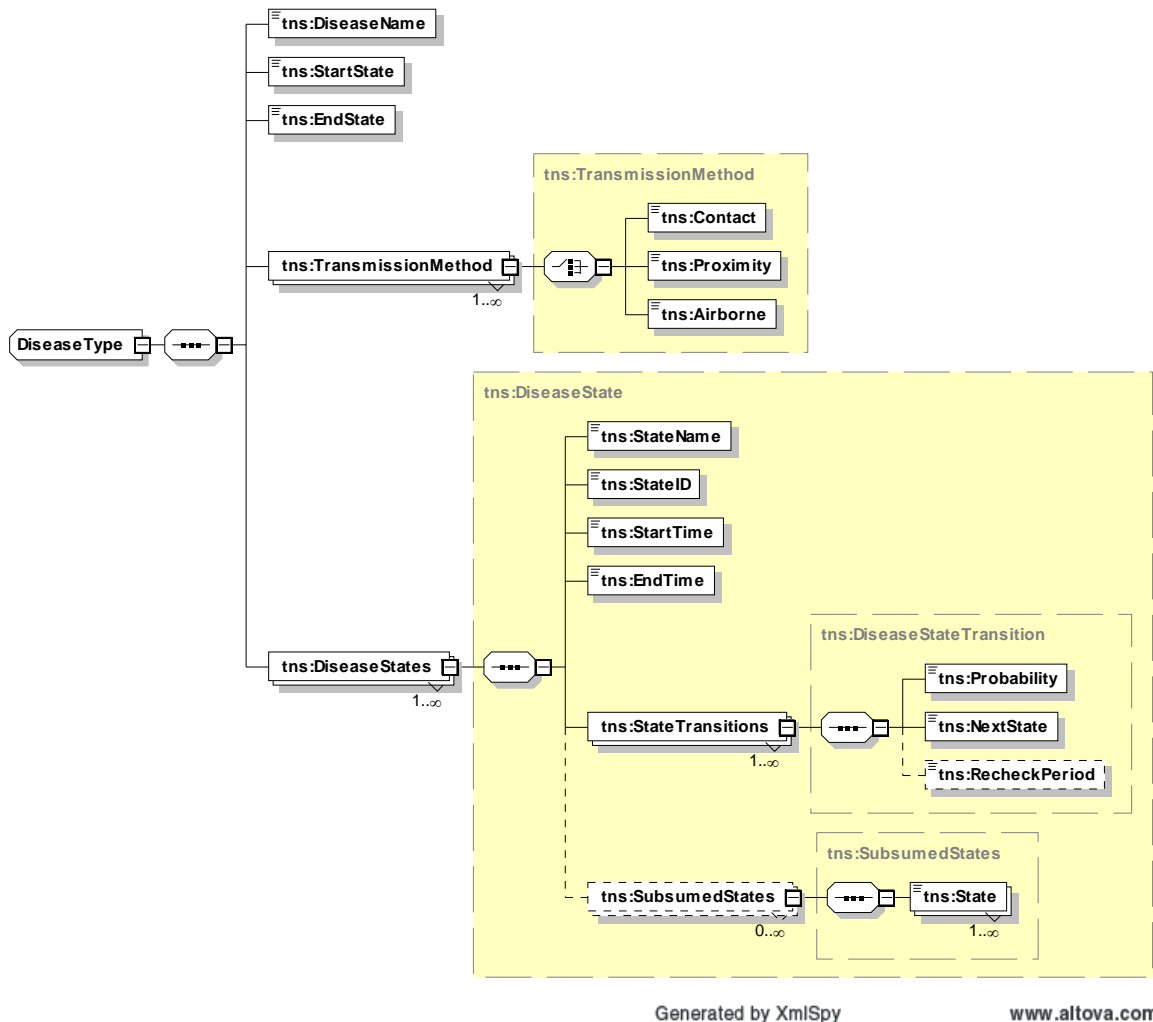 tns:DiseaseName
tns:StartState
tns:EndState
tns:TransmissionMethod
tns:Contact
tns:TransmissionMethod
tns:Proximity
1..∞
tns:Airborne
DiseaseType
tns:DiseaseState
tns:StateName
tns:StateID
tns:StartTime
tns:EndTime
tns:DiseaseStateTransition
tns:DiseaseStates
1..∞
tns:Probability
tns:StateTransitions
1..∞
tns:NextState
tns:RecheckPeriod
tns:SubsumedStates
tns:SubsumedStates
0..∞
tns:State
1..∞
Generated by XmlSpy
www.altova.com